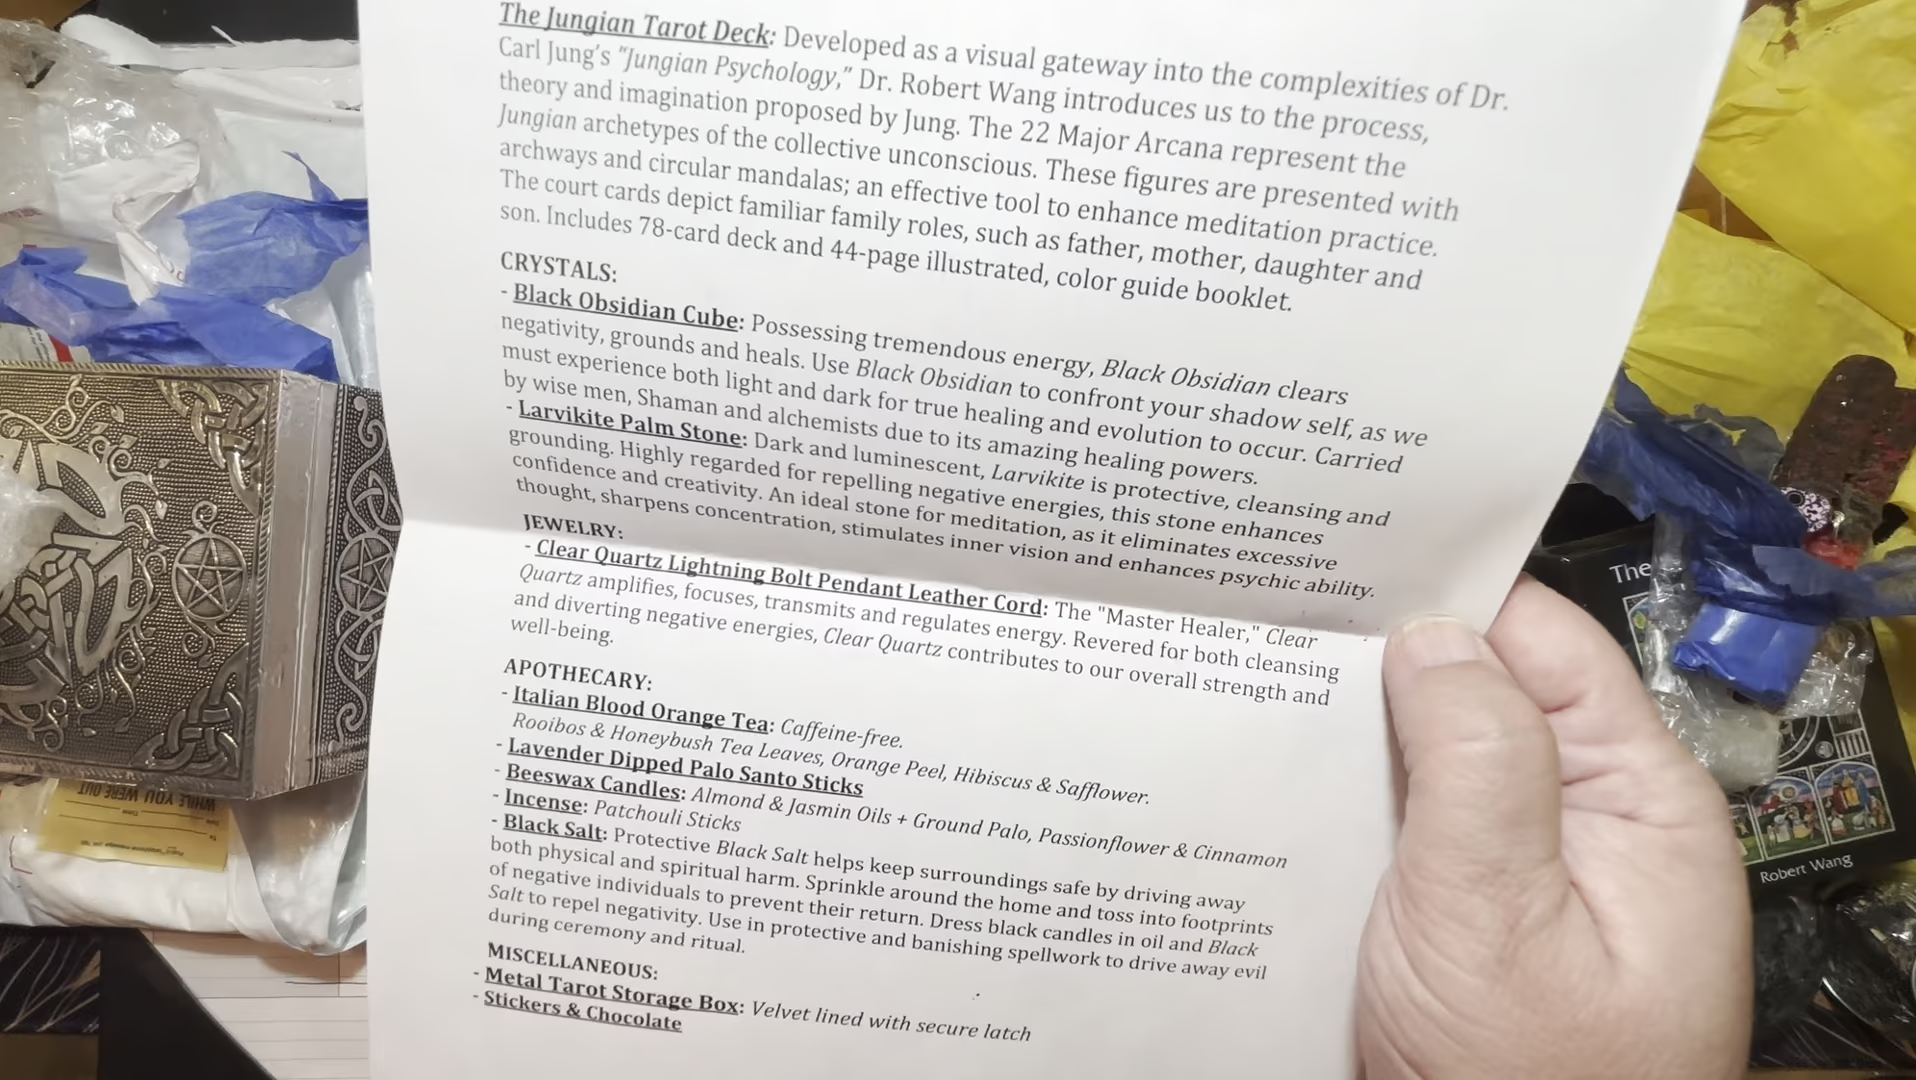 The Jungian Tarot Deck: Developed as a visual gateway into the complexities of Dr.
Carl Jung's "Jungian Psychology," Dr. Robert Wang introduces us to the process,
theory and imagination proposed by Jung. The 22 Major Arcana represent the
Jungian archetypes of the collective unconscious. These figures are presented with
archways and circular mandalas; an effective tool to enhance meditation practice.
The court cards depict familiar family roles, such as father, mother, daughter and
son. Includes 78-card deck and 44-page illustrated, color guide booklet.
CRYSTALS:
- Black Obsidian Cube: Possessing tremendous energy, Black Obsidian clears
negativity, grounds and heals. Use Black Obsidian to confront your shadow self, as we
must experience both light and dark for true healing and evolution to occur. Carried
by wise men, Shaman and alchemists due to its amazing healing powers.
- Larvikite Palm Stone: Dark and luminescent, Larvikite is protective, cleansing and
grounding. Highly regarded for repelling negative energies, this stone enhances
confidence and creativity. An ideal stone for meditation, as it eliminates excessive
thought, sharpens concentration, stimulates inner vision and enhances psychic ability.
JEWELRY:
- Clear Quartz Lightning Bolt Pendant Leather Cord: The "Master Healer," Clear
Quartz amplifies, focuses, transmits and regulates energy. Revered for both cleansing
and diverting negative energies, Clear Quartz contributes to our overall strength and
well-being.
APOTHECARY:
- Italian Blood Orange Tea: Caffeine-free.
Rooibos & Honeybush Tea Leaves, Orange Peel, Hibiscus & Safflower.
- Lavender Dipped Palo Santo Sticks
- Beeswax Candles: Almond & Jasmin Oils + Ground Palo, Passionflower & Cinnamon
- Incense: Patchouli Sticks
- Black Salt: Protective Black Salt helps keep surroundings safe by driving away
both physical and spiritual harm. Sprinkle around the home and toss into footprints
of negative individuals to prevent their return. Dress black candles in oil and Black
Salt to repel negativity. Use in protective and banishing spellwork to drive away evil
during ceremony and ritual.
MISCELLANEOUS:
- Metal Tarot Storage Box: Velvet lined with secure latch
- Stickers & Chocolate
WHILE YOU WERE OUT
The
Robert Wang